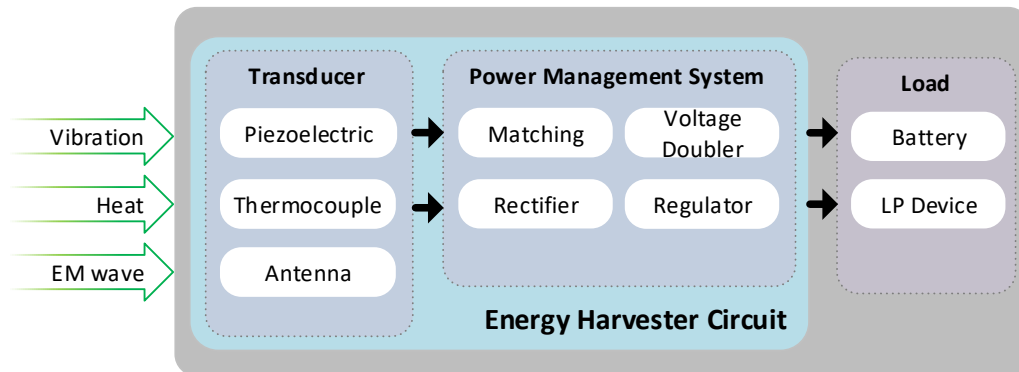 Vibration
Heat
EM wave
Transducer
Piezoelectric
Thermocouple
Antenna
Power Management System
Matching
Voltage
Doubler
Rectifier
Regulator
Energy Harvester Circuit
Load
Battery
LP Device